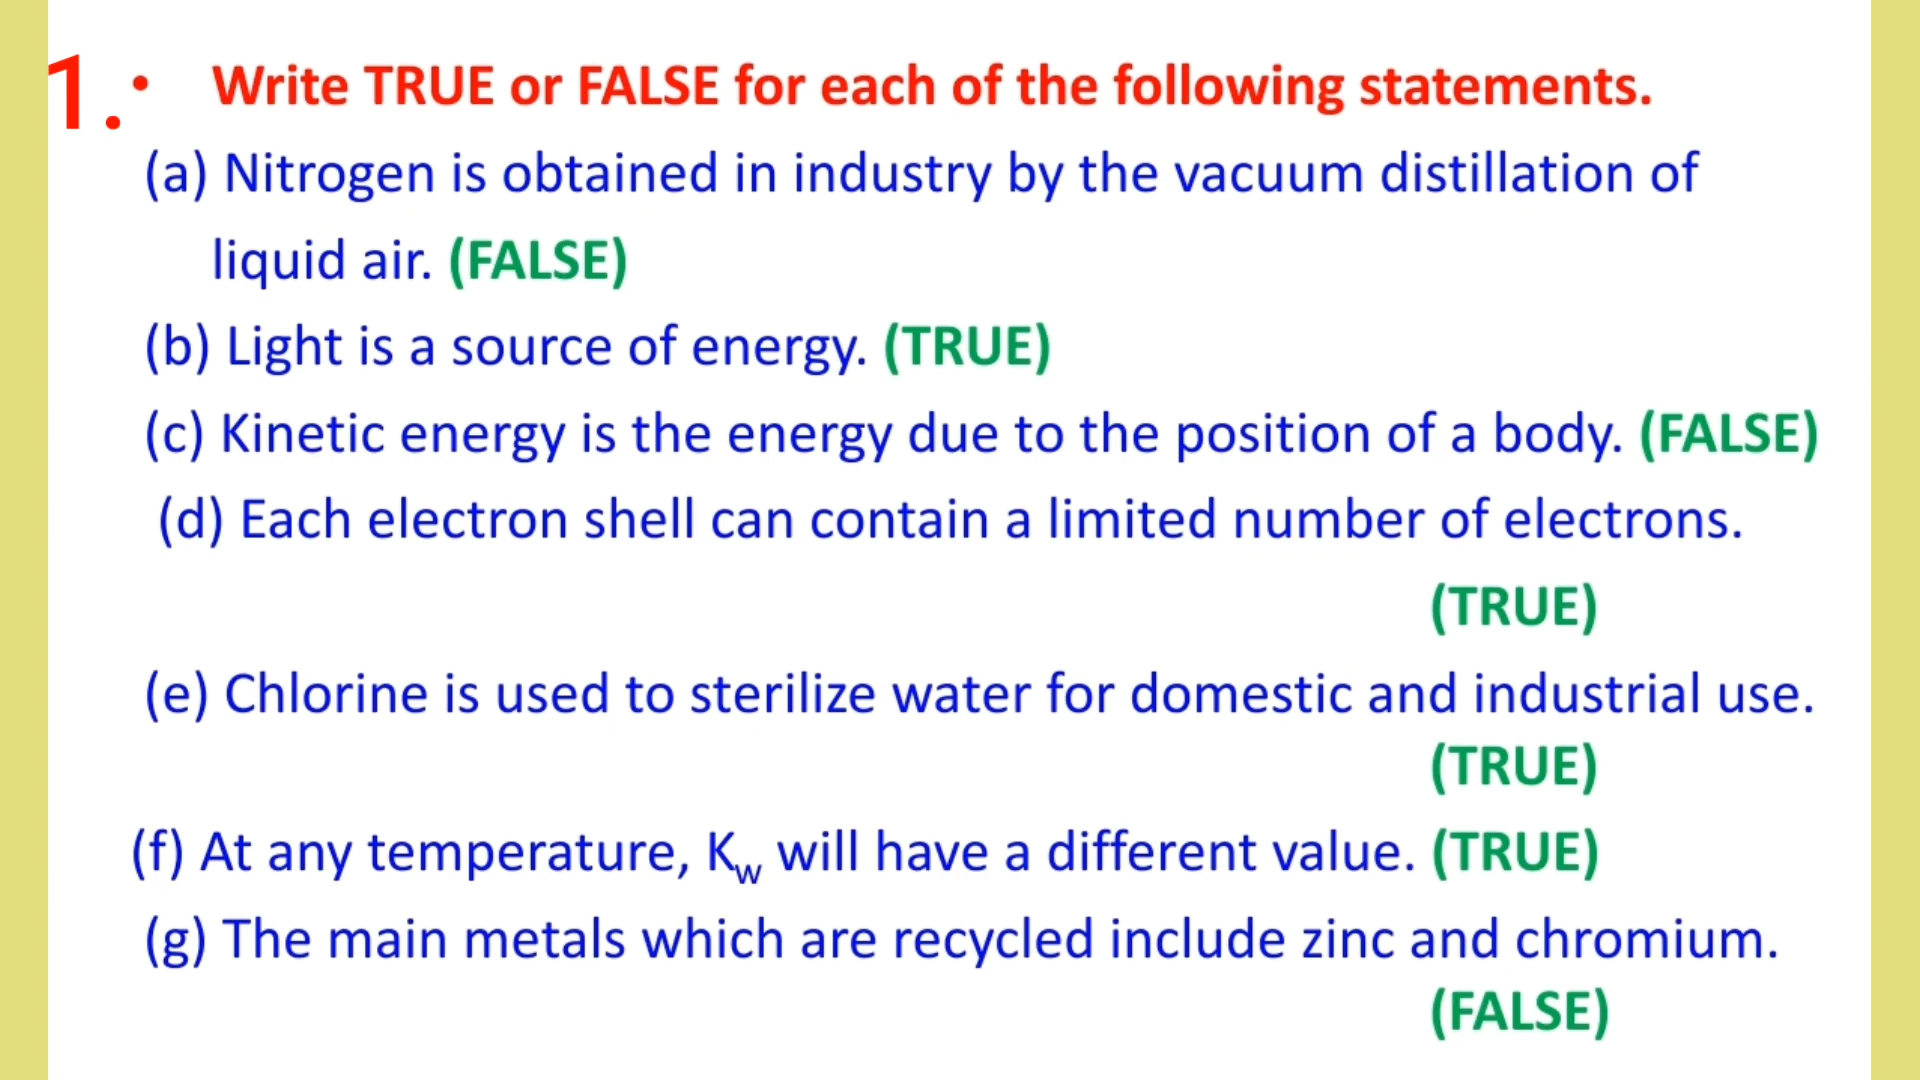 1. • Write TRUE or FALSE for each of the following statements.
(a) Nitrogen is obtained in industry by the vacuum distillation of
liquid air. (FALSE)
(b) Light is a source of energy. (TRUE)
(c) Kinetic energy is the energy due to the position of a body. (FALSE)
(d) Each electron shell can contain a limited number of electrons.
(TRUE)
(e) Chlorine is used to sterilize water for domestic and industrial use.
(TRUE)
(f) At any temperature, Kw will have a different value. (TRUE)
(g) The main metals which are recycled include zinc and chromium.
(FALSE)